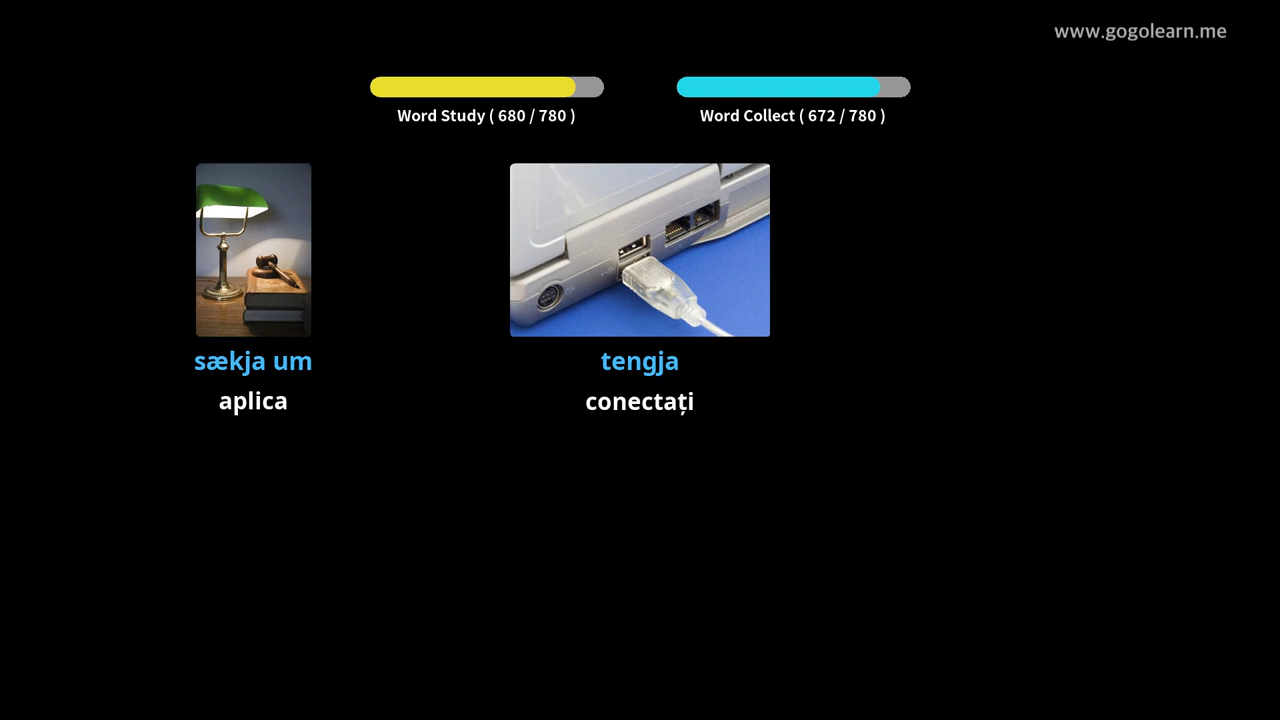 www.gogolearn.me
Word Study ( 680 / 780 )
Word Collect ( 672 / 780 )
sækja um
aplica
tengja
conectați